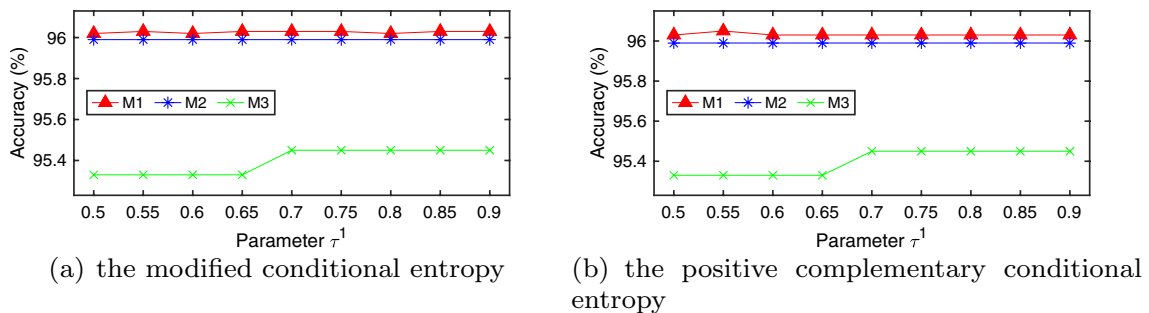 96
95.8
95.6
95.4
Accuracy (%)
M1 M2 M3
0.5 0.55 0.6 0.65 0.7 0.75 0.8 0.85 0.9
Parameter τ¹
(a) the modified conditional entropy
96
95.8
95.6
95.4
Accuracy (%)
M1 M2 M3
0.5 0.55 0.6 0.65 0.7 0.75 0.8 0.85 0.9
Parameter τ¹
(b) the positive complementary conditional
entropy